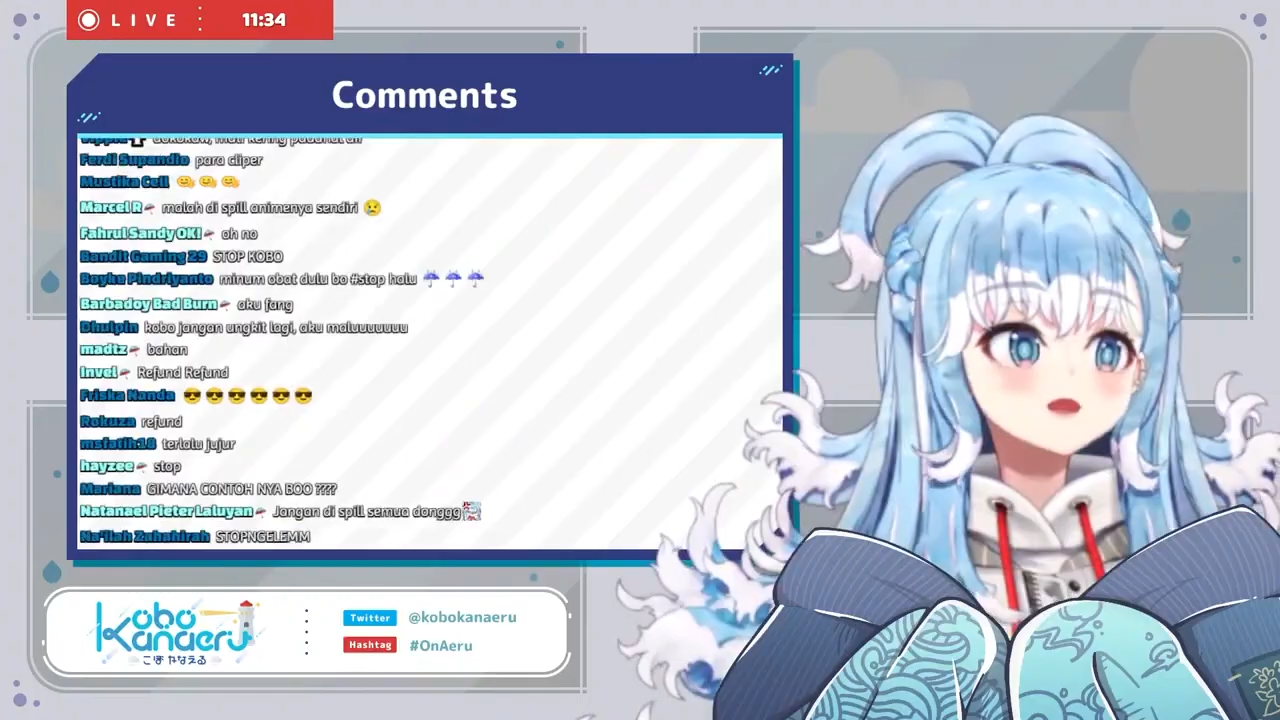 LIVE 11:34
Comments
Ferdi Supandio para cliper
Mustika Cell
Marcel R malah di spill animenya sendiri
Fahrul Sandy OK! oh no
Bandit Gaming 29 STOP KOBO
Boyke Pindriyanto minum obat dulu bo #stop halu
Barbadoy Bad Burn aku fang
Dhulpin kobo jangan ungkit lagi, aku maluuuuuuu
madtz bahan
Invel Refund Refund
Friska Nanda
Rokuza refund
msfatih18 terlalu jujur
hayzee stop
Mariana GIMANA CONTOH NYA BOO ????
Natanael Pieter Laluyan Jangan di spill semua donggg
Na'ilah Zahabirah STOPNGELEMM
Kobo Kanaeru
こぼ かなえる
Twitter @kobokanaeru
Hashtag #OnAeru